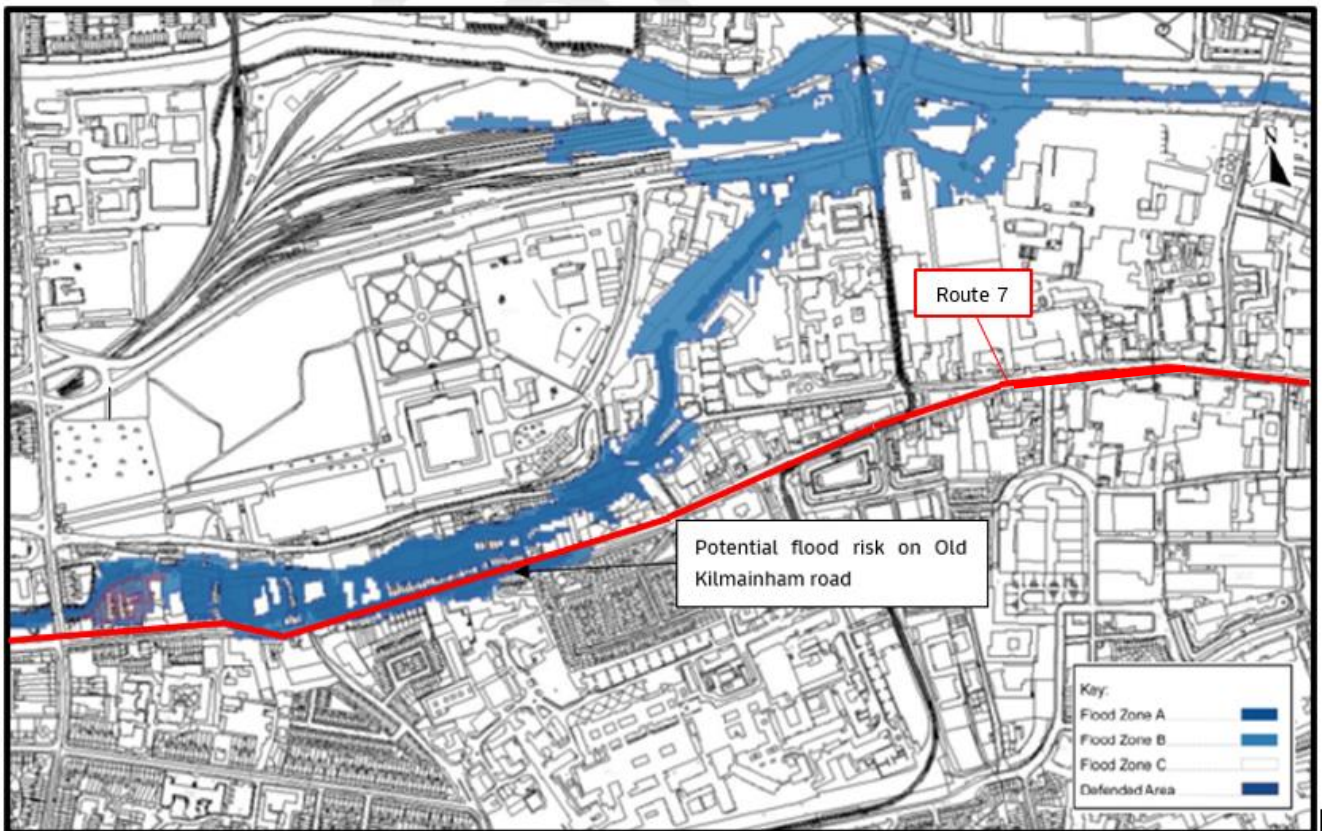 N
Route 7
Potential flood risk on Old
Kilmainham road
Key:
Flood Zone A
Flood Zone B
Flood Zone C
Defended Area